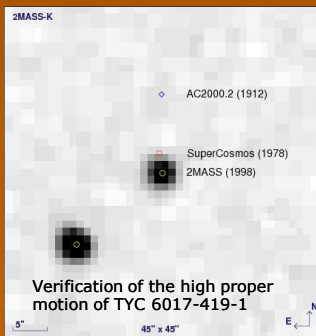 2MASS-K
AC2000.2 (1912)
SuperCosmos (1978)
2MASS (1998)
Verification of the high proper
motion of TYC 6017-419-1
N
5" 45" x 45" E